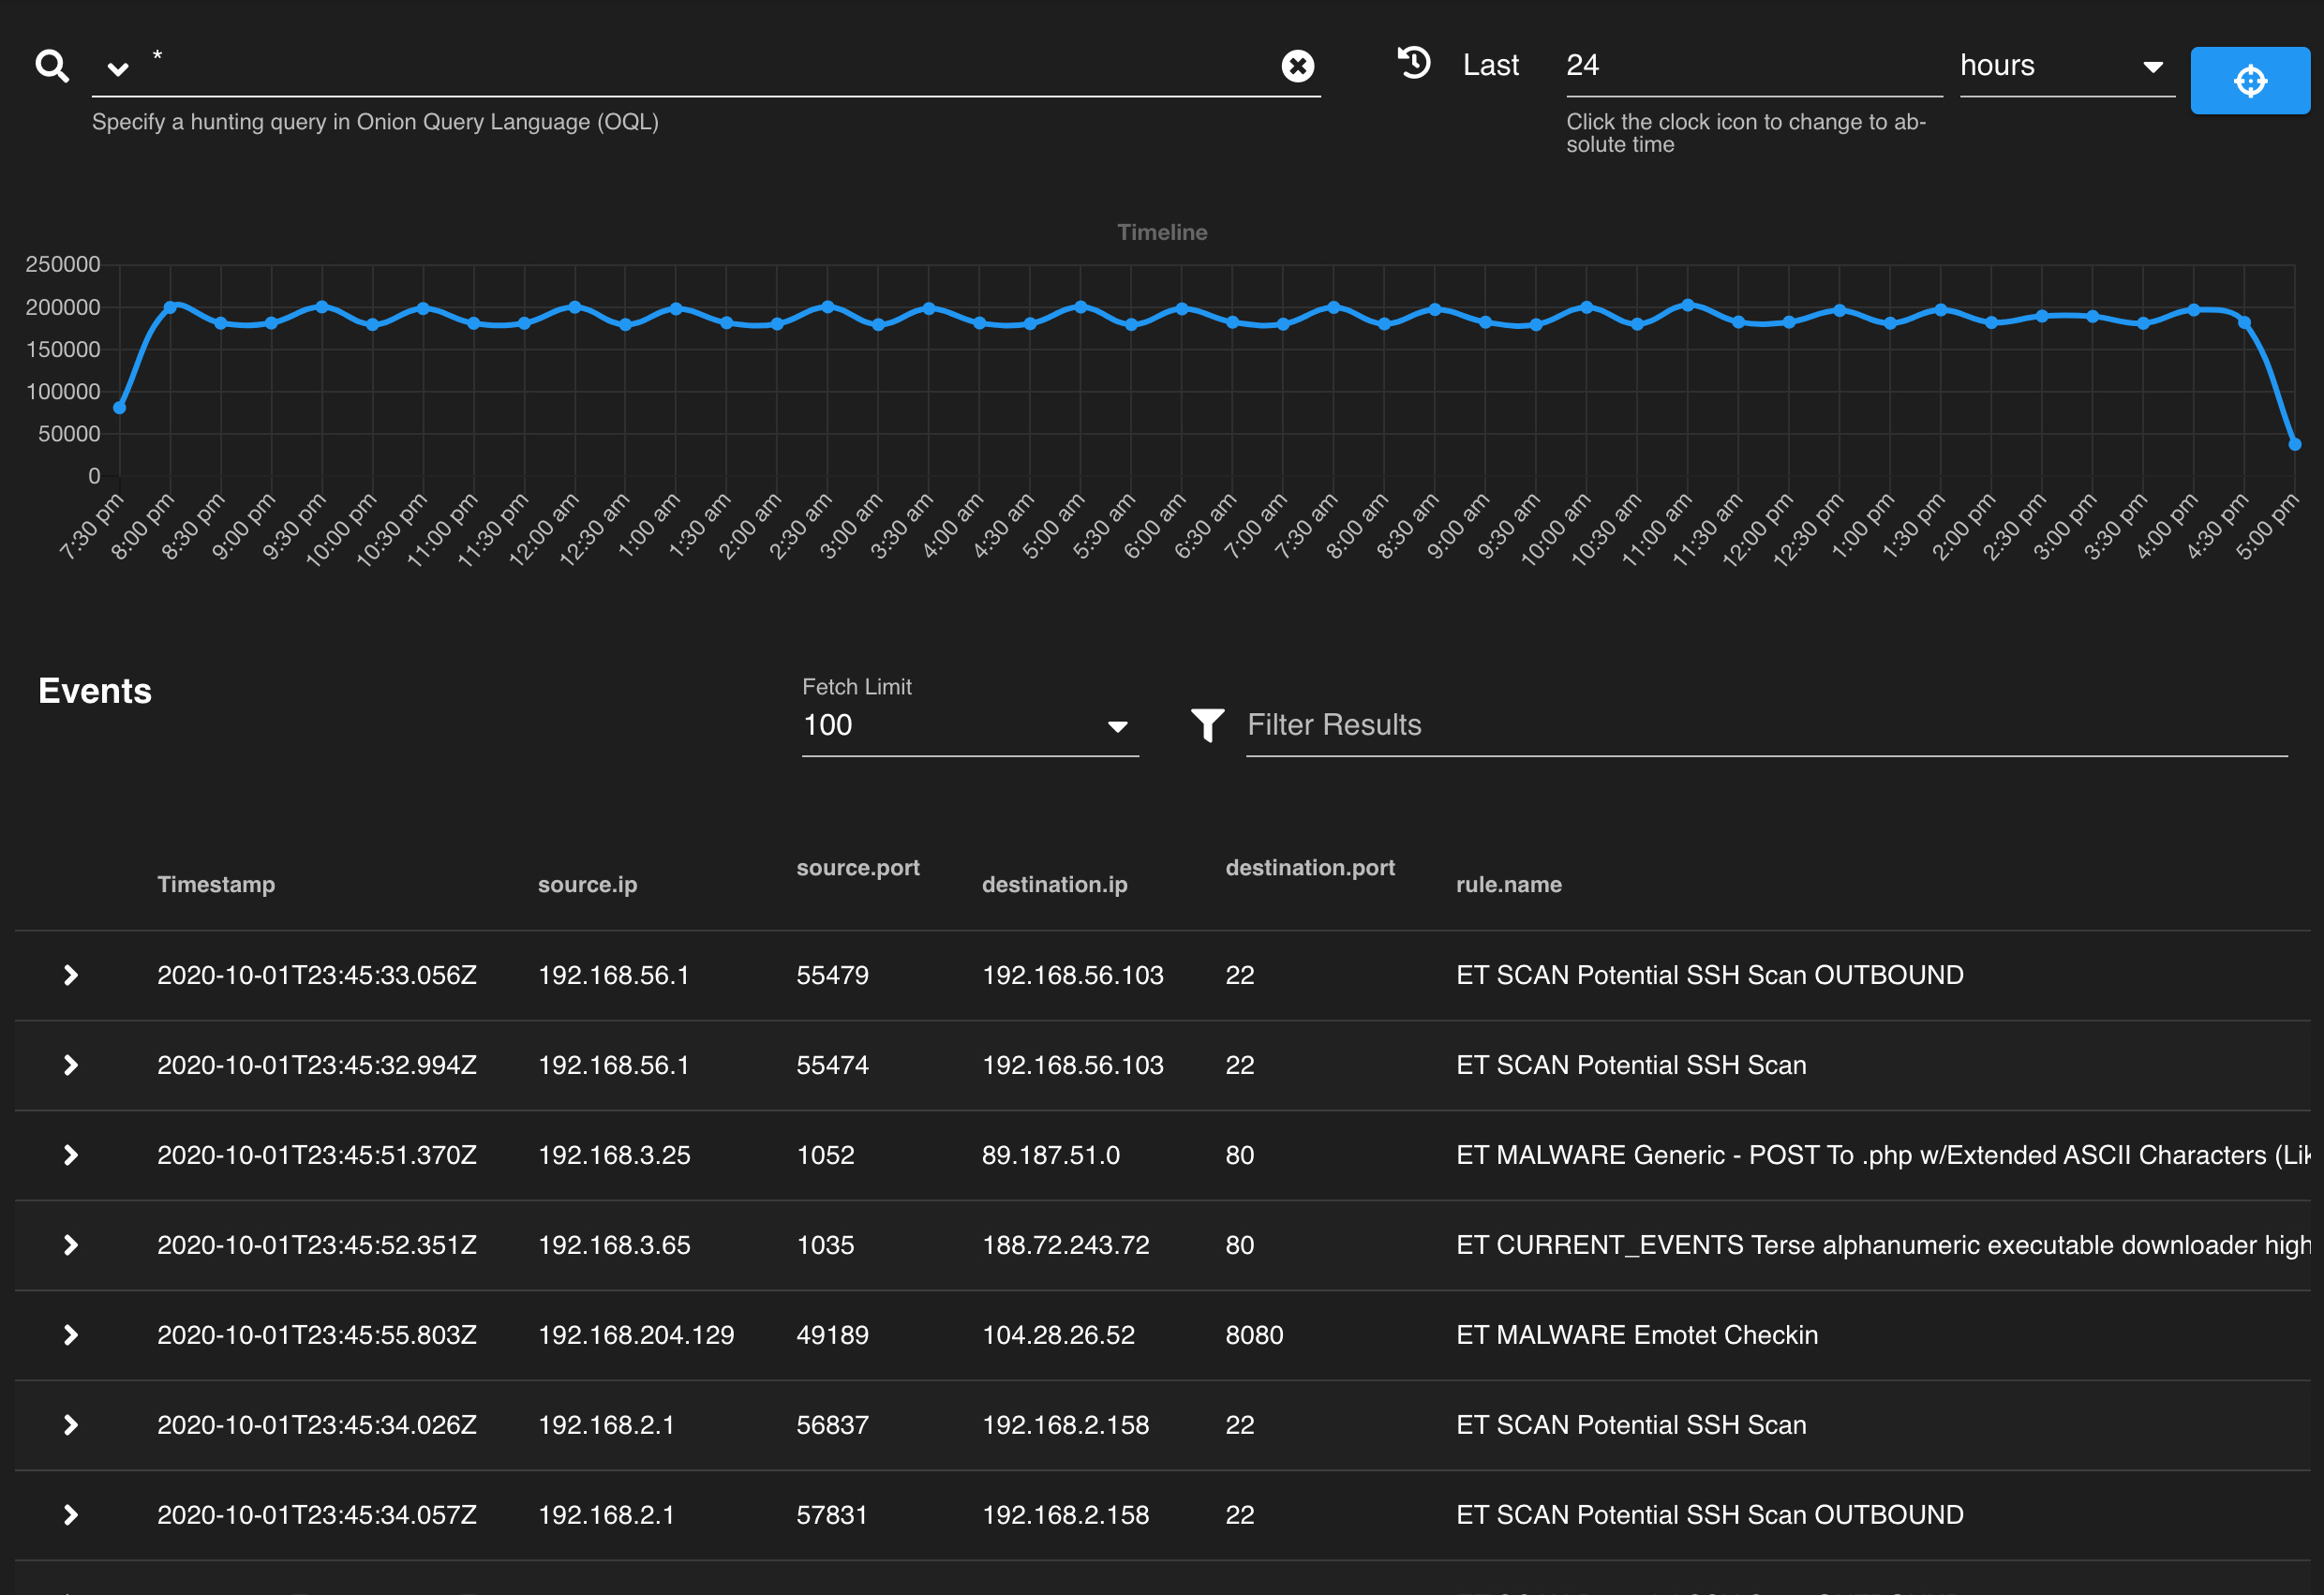 *
Last 24 hours
Specify a hunting query in Onion Query Language (OQL)
Click the clock icon to change to ab-
solute time
Timeline
250000
200000
150000
100000
50000
0
7:30 pm 8:00 pm 8:30 pm 9:00 pm 9:30 pm 10:00 pm 10:30 pm 11:00 pm 11:30 pm 12:00 am 12:30 am 1:00 am 1:30 am 2:00 am 2:30 am 3:00 am 3:30 am 4:00 am 4:30 am 5:00 am 5:30 am 6:00 am 6:30 am 7:00 am 7:30 am 8:00 am 8:30 am 9:00 am 9:30 am 10:00 am 10:30 am 11:00 am 11:30 am 12:00 pm 12:30 pm 1:00 pm 1:30 pm 2:00 pm 2:30 pm 3:00 pm 3:30 pm 4:00 pm 4:30 pm 5:00 pm
Events
Fetch Limit
100
Filter Results
Timestamp source.ip source.port destination.ip destination.port rule.name
2020-10-01T23:45:33.056Z 192.168.56.1 55479 192.168.56.103 22 ET SCAN Potential SSH Scan OUTBOUND
2020-10-01T23:45:32.994Z 192.168.56.1 55474 192.168.56.103 22 ET SCAN Potential SSH Scan
2020-10-01T23:45:51.370Z 192.168.3.25 1052 89.187.51.0 80 ET MALWARE Generic - POST To .php w/Extended ASCII Characters (Lik
2020-10-01T23:45:52.351Z 192.168.3.65 1035 188.72.243.72 80 ET CURRENT_EVENTS Terse alphanumeric executable downloader high
2020-10-01T23:45:55.803Z 192.168.204.129 49189 104.28.26.52 8080 ET MALWARE Emotet Checkin
2020-10-01T23:45:34.026Z 192.168.2.1 56837 192.168.2.158 22 ET SCAN Potential SSH Scan
2020-10-01T23:45:34.057Z 192.168.2.1 57831 192.168.2.158 22 ET SCAN Potential SSH Scan OUTBOUND